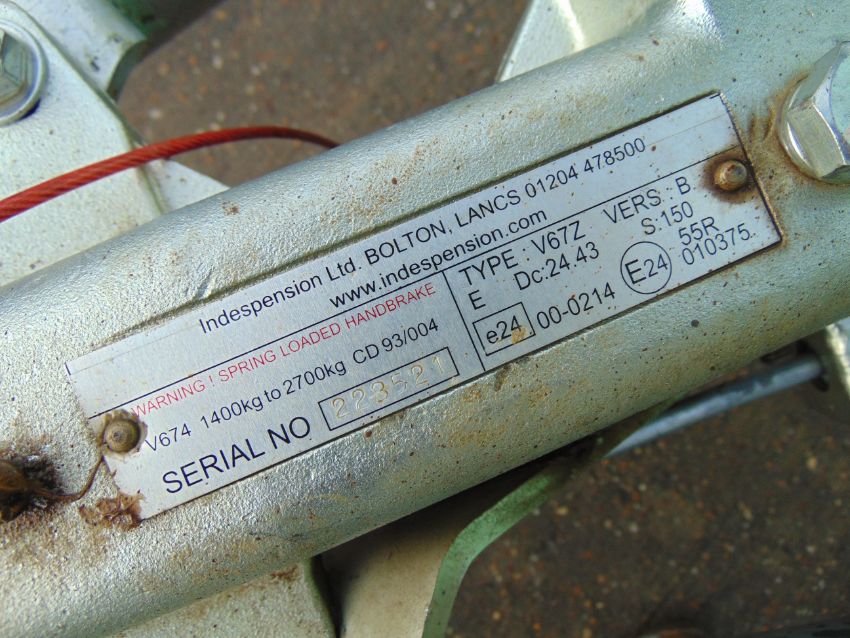 Indespension Ltd. BOLTON, LANCS 01204 478500
www.indespension.com
WARNING ! SPRING LOADED HANDBRAKE
V674 1400kg to 2700kg CD 93/004
SERIAL NO 223521
TYPE : V67Z VERS : B
E Dc:24.43 S:150
e24 00-0214 E24 55R 010375